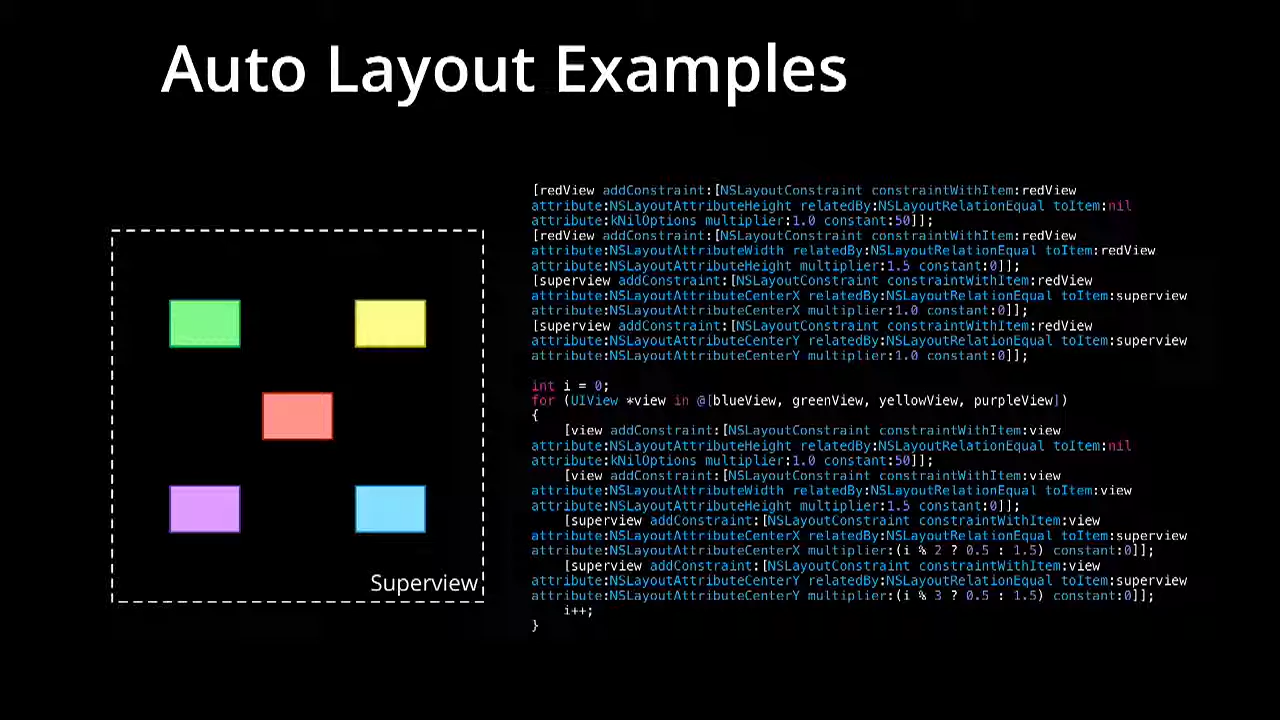 Auto Layout Examples
Superview
[redView addConstraint:[NSLayoutConstraint constraintWithItem:redView
attribute:NSLayoutAttributeHeight relatedBy:NSLayoutRelationEqual toItem:nil
attribute:kNilOptions multiplier:1.0 constant:50]];
[redView addConstraint:[NSLayoutConstraint constraintWithItem:redView
attribute:NSLayoutAttributeWidth relatedBy:NSLayoutRelationEqual toItem:redView
attribute:NSLayoutAttributeHeight multiplier:1.5 constant:0]];
[superview addConstraint:[NSLayoutConstraint constraintWithItem:redView
attribute:NSLayoutAttributeCenterX relatedBy:NSLayoutRelationEqual toItem:superview
attribute:NSLayoutAttributeCenterX multiplier:1.0 constant:0]];
[superview addConstraint:[NSLayoutConstraint constraintWithItem:redView
attribute:NSLayoutAttributeCenterY relatedBy:NSLayoutRelationEqual toItem:superview
attribute:NSLayoutAttributeCenterY multiplier:1.0 constant:0]];
int i = 0;
for (UIView *view in @[blueView, greenView, yellowView, purpleView])
{
[view addConstraint:[NSLayoutConstraint constraintWithItem:view
attribute:NSLayoutAttributeHeight relatedBy:NSLayoutRelationEqual toItem:nil
attribute:kNilOptions multiplier:1.0 constant:50]];
[view addConstraint:[NSLayoutConstraint constraintWithItem:view
attribute:NSLayoutAttributeWidth relatedBy:NSLayoutRelationEqual toItem:view
attribute:NSLayoutAttributeHeight multiplier:1.5 constant:0]];
[superview addConstraint:[NSLayoutConstraint constraintWithItem:view
attribute:NSLayoutAttributeCenterX relatedBy:NSLayoutRelationEqual toItem:superview
attribute:NSLayoutAttributeCenterX multiplier:(i % 2 ? 0.5 : 1.5) constant:0]];
[superview addConstraint:[NSLayoutConstraint constraintWithItem:view
attribute:NSLayoutAttributeCenterY relatedBy:NSLayoutRelationEqual toItem:superview
attribute:NSLayoutAttributeCenterY multiplier:(i % 3 ? 0.5 : 1.5) constant:0]];
i++;
}